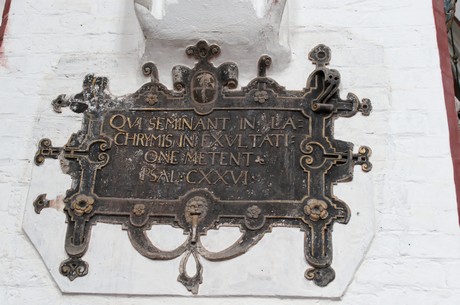 QVI SEMINANT IN LA-
CHRYMIS IN EXVLTATI
ONE METENT·
PSAL·CXXVI·